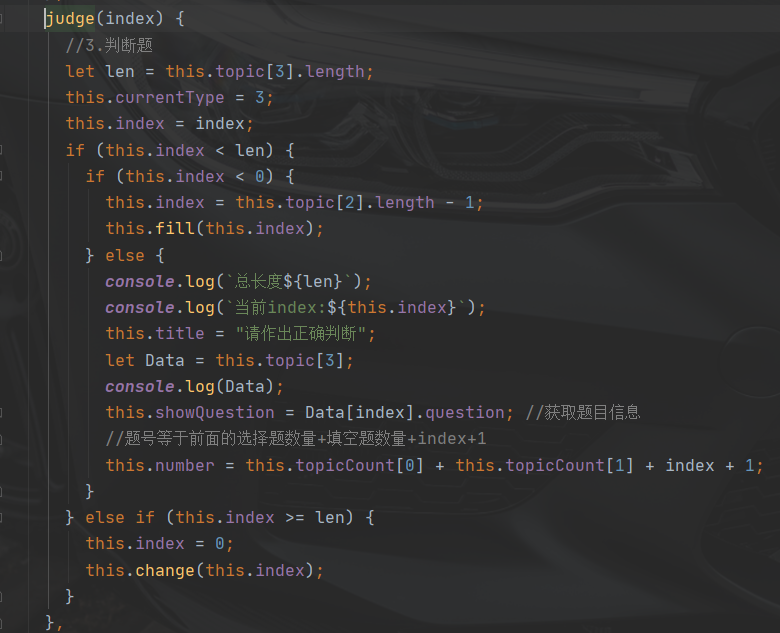 judge(index) {
//3.判断题
let len = this.topic[3].length;
this.currentType = 3;
this.index = index;
if (this.index < len) {
if (this.index < 0) {
this.index = this.topic[2].length - 1;
this.fill(this.index);
} else {
console.log(`总长度${len}`);
console.log(`当前index:${this.index}`);
this.title = "请作出正确判断";
let Data = this.topic[3];
console.log(Data);
this.showQuestion = Data[index].question; //获取题目信息
//题号等于前面的选择题数量+填空题数量+index+1
this.number = this.topicCount[0] + this.topicCount[1] + index + 1;
}
} else if (this.index >= len) {
this.index = 0;
this.change(this.index);
}
},